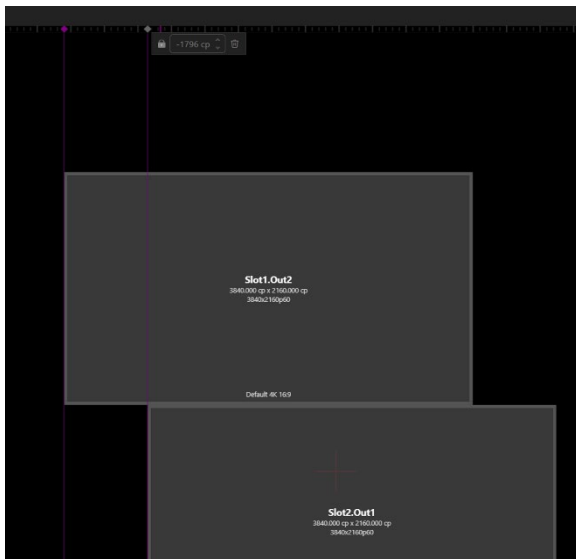 -1796 cp
Slot1.Out2
3840.000 cp x 2160.000 cp
3840x2160p60
Default 4K 16:9
Slot2.Out1
3840.000 cp x 2160.000 cp
3840x2160p60